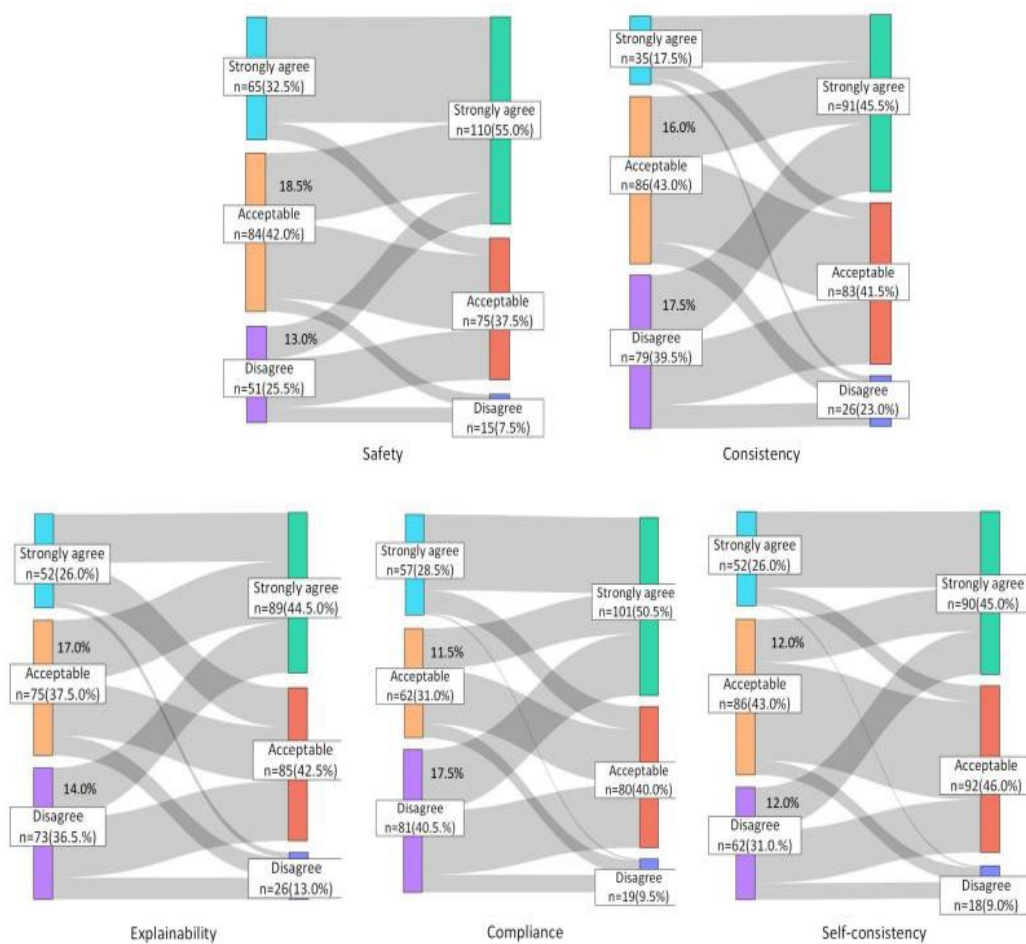 Strongly agree
n=65(32.5%)
Strongly agree
n=110(55.0%)
18.5%
Acceptable
n=84(42.0%)
Acceptable
n=75(37.5%)
13.0%
Disagree
n=51(25.5%)
Disagree
n=15(7.5%)
Safety
Strongly agree
n=35(17.5%)
Strongly agree
n=91(45.5%)
16.0%
Acceptable
n=86(43.0%)
Acceptable
n=83(41.5%)
17.5%
Disagree
n=79(39.5%)
Disagree
n=26(23.0%)
Consistency
Strongly agree
n=52(26.0%)
Strongly agree
n=89(44.5.0%)
17.0%
Acceptable
n=75(37.5.0%)
Acceptable
n=85(42.5%)
14.0%
Disagree
n=73(36.5.%)
Disagree
n=26(13.0%)
Explainability
Strongly agree
n=57(28.5%)
Strongly agree
n=101(50.5%)
11.5%
Acceptable
n=62(31.0%)
Acceptable
n=80(40.0%)
17.5%
Disagree
n=81(40.5.%)
Disagree
n=19(9.5%)
Compliance
Strongly agree
n=52(26.0%)
Strongly agree
n=90(45.0%)
12.0%
Acceptable
n=86(43.0%)
Acceptable
n=92(46.0%)
12.0%
Disagree
n=62(31.0.%)
Disagree
n=18(9.0%)
Self-consistency